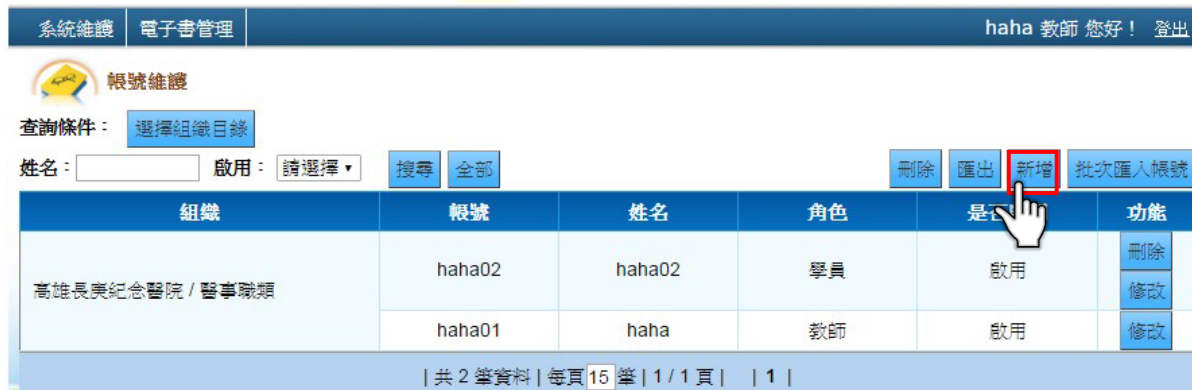 系統維護 電子書管理 haha 教師 您好! 登出
帳號維護
查詢條件: 選擇組織目錄
姓名: 啟用: 請選擇 搜尋 全部 刪除 匯出 新增 批次匯入帳號
組織 帳號 姓名 角色 是否 功能
高雄長庚紀念醫院 / 醫事職類 haha02 haha02 學員 啟用 刪除 修改
haha01 haha 教師 啟用 修改
| 共 2 筆資料 | 每頁 15 筆 | 1 / 1 頁 | | 1 |